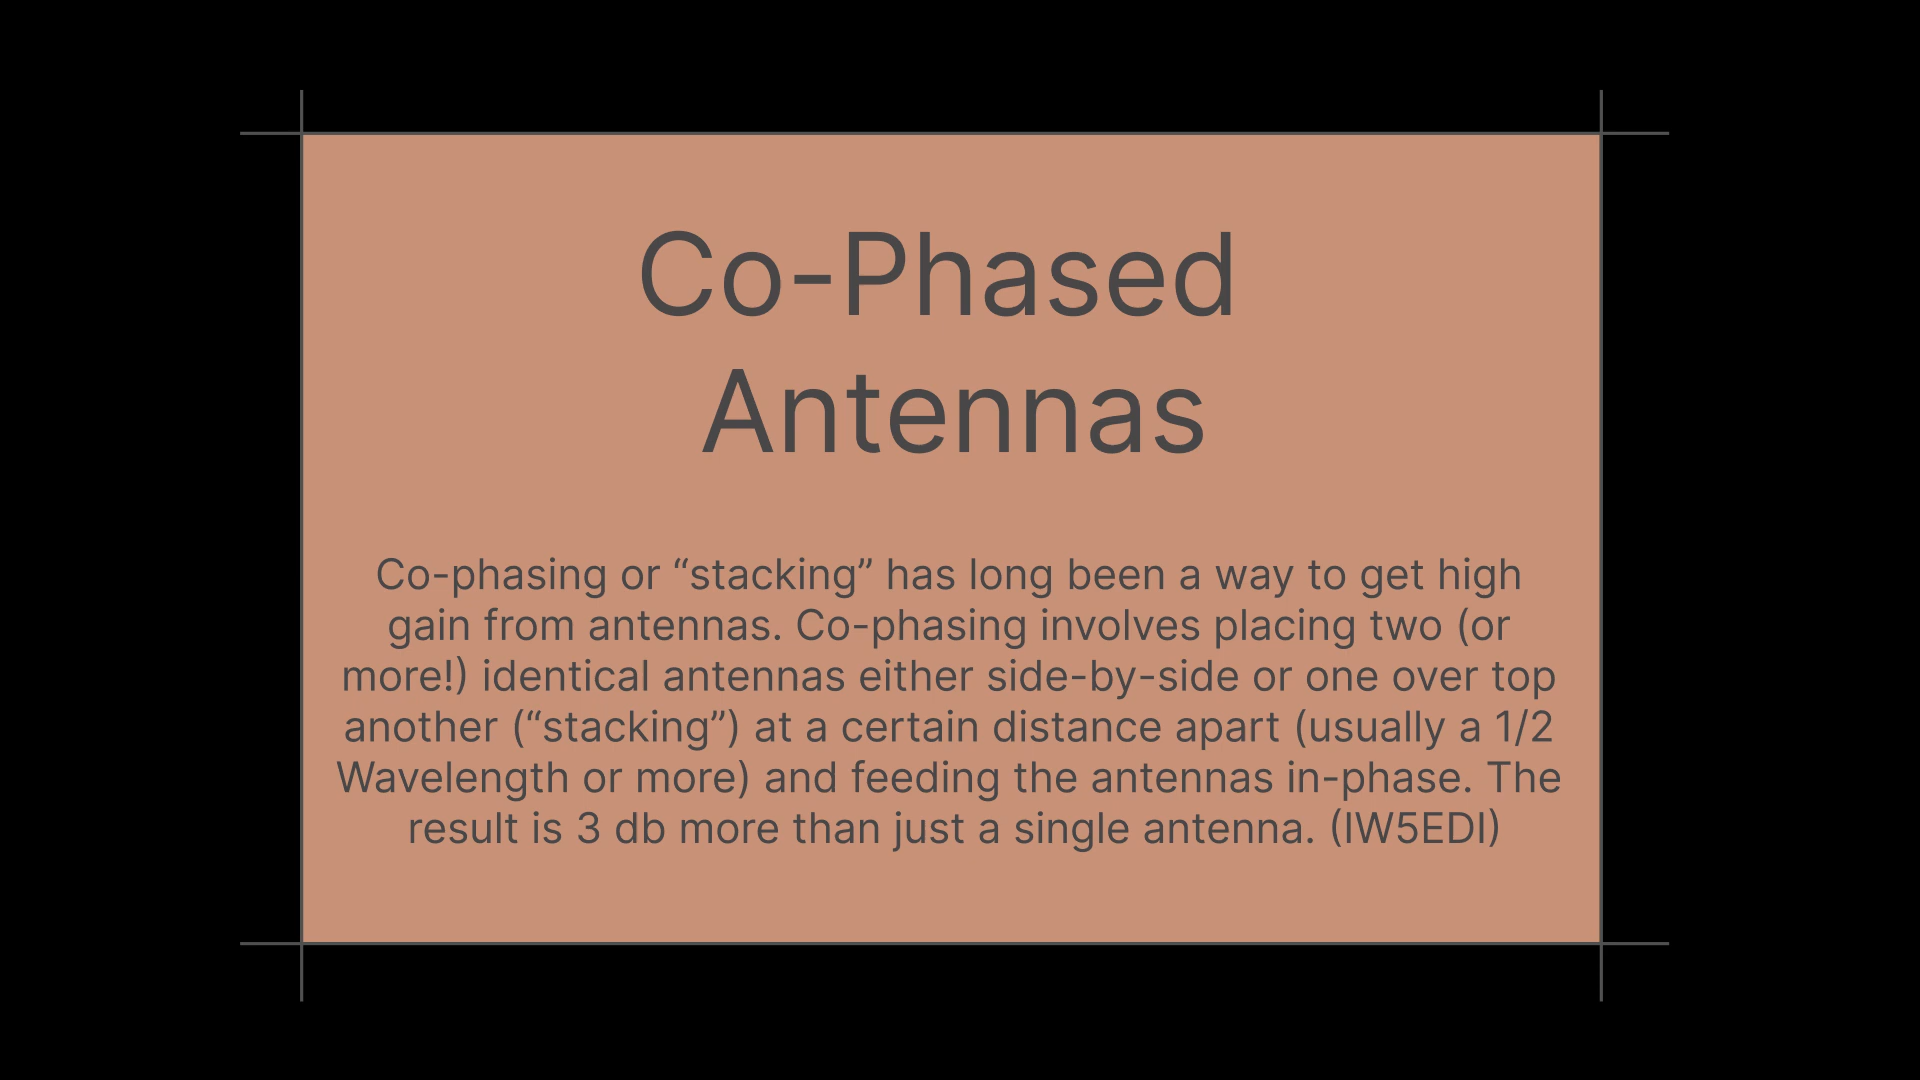 Co-Phased
Antennas
Co-phasing or “stacking” has long been a way to get high
gain from antennas. Co-phasing involves placing two (or
more!) identical antennas either side-by-side or one over top
another (“stacking”) at a certain distance apart (usually a 1/2
Wavelength or more) and feeding the antennas in-phase. The
result is 3 db more than just a single antenna. (IW5EDI)